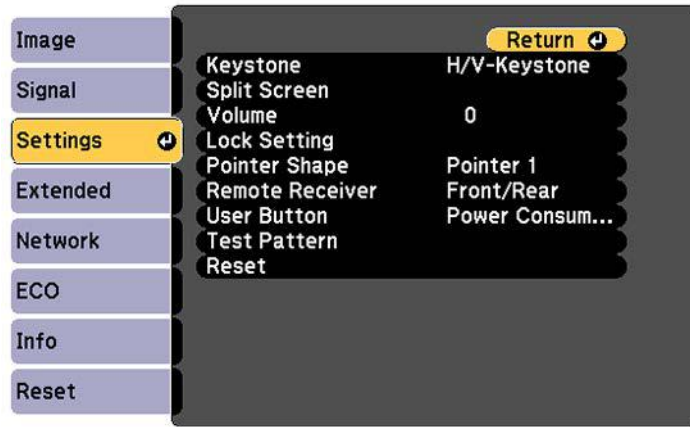 Image
Signal
Settings
Extended
Network
ECO
Info
Reset
Return
Keystone H/V-Keystone
Split Screen
Volume 0
Lock Setting
Pointer Shape Pointer 1
Remote Receiver Front/Rear
User Button Power Consum...
Test Pattern
Reset